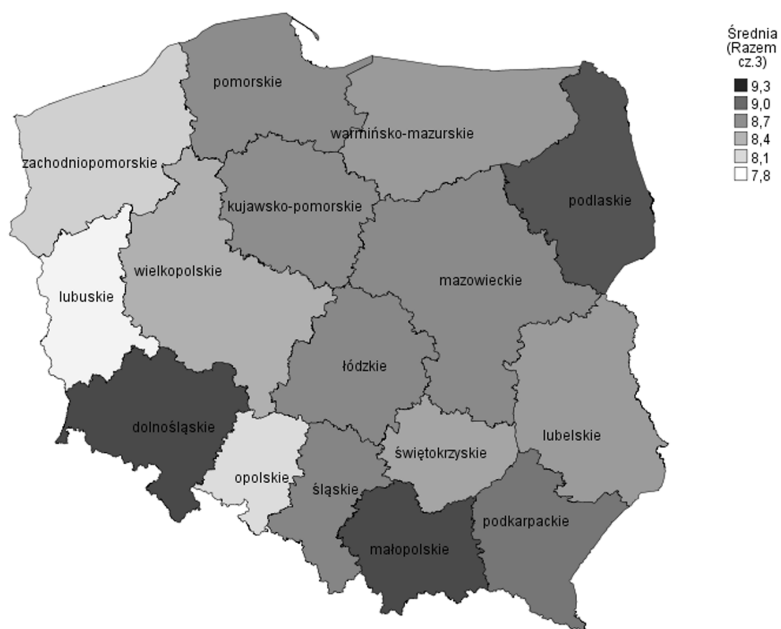 Średnia
(Razem
cz.3)
9,3
9,0
8,7
8,4
8,1
7,8
pomorskie
warmińsko-mazurskie
zachodniopomorskie
podlaskie
kujawsko-pomorskie
wielkopolskie
mazowieckie
lubuskie
łódzkie
dolnośląskie
lubelskie
świętokrzyskie
opolskie
śląskie
podkarpackie
małopolskie